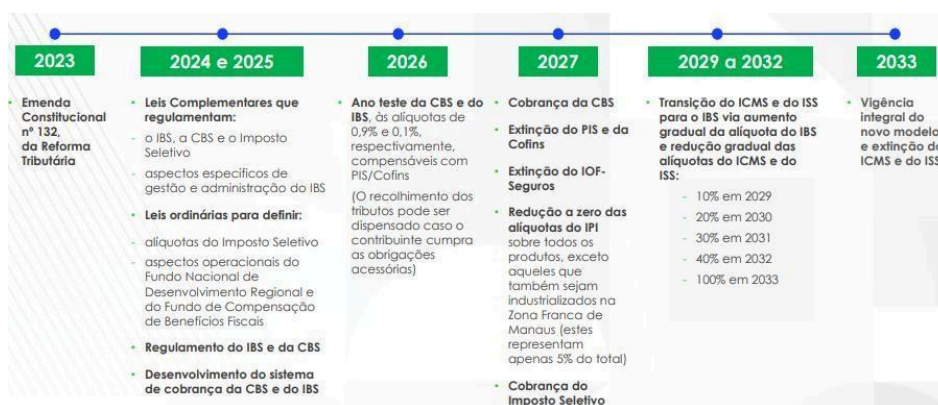 2023
Emenda
Constitucional
nº 132,
da Reforma
Tributária
2024 e 2025
Leis Complementares que
regulamentam:
- o IBS, a CBS e o Imposto
Seletivo
- aspectos específicos de
gestão e administração do IBS
Leis ordinárias para definir:
- alíquotas do Imposto Seletivo
- aspectos operacionais do
Fundo Nacional de
Desenvolvimento Regional e
do Fundo de Compensação
de Benefícios Fiscais
Regulamento do IBS e da CBS
Desenvolvimento do sistema
de cobrança da CBS e do IBS
2026
Ano teste da CBS e do
IBS, às alíquotas de
0,9% e 0,1%,
respectivamente,
compensáveis com
PIS/Cofins
(O recolhimento dos
tributos pode ser
dispensado caso o
contribuinte cumpra
as obrigações
acessórias)
2027
Cobrança da CBS
Extinção do PIS e da
Cofins
Extinção do IOF-
Seguros
Redução a zero das
alíquotas do IPI
sobre todos os
produtos, exceto
aqueles que
também sejam
industrializados na
Zona Franca de
Manaus (estes
representam
apenas 5% do total)
Cobrança do
Imposto Seletivo
2029 a 2032
Transição do ICMS e do ISS
para o IBS via aumento
gradual da alíquota do IBS
e redução gradual das
alíquotas do ICMS e do
ISS:
- 10% em 2029
- 20% em 2030
- 30% em 2031
- 40% em 2032
- 100% em 2033
2033
Vigência
integral do
novo modelo
e extinção do
ICMS e do ISS